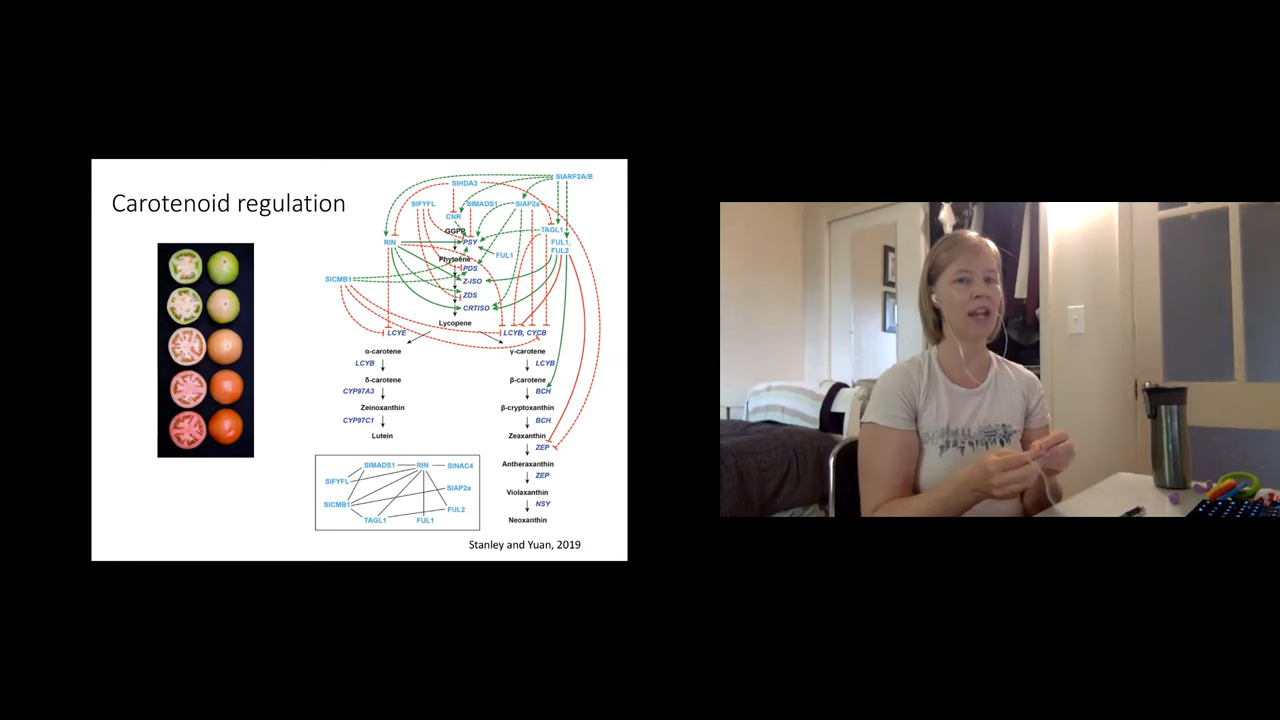 Carotenoid regulation
SlARF2A/B
SlHDA3
SlFYFL
SlMADS1
SlAP2a
CNR
GGPP
TAGL1
RIN
PSY
FUL1,
FUL2
FUL1
Phytoene
PDS
SlCMB1
Z-ISO
ZDS
CRTISO
Lycopene
LCYE
LCYB, CYCB
α-carotene
γ-carotene
LCYB
LCYB
δ-carotene
β-carotene
CYP97A3
BCH
Zeinoxanthin
β-cryptoxanthin
CYP97C1
BCH
Lutein
Zeaxanthin
ZEP
Antheraxanthin
ZEP
Violaxanthin
NSY
Neoxanthin
SlMADS1
RIN
SlNAC4
SlFYFL
SlAP2a
SlCMB1
FUL2
TAGL1
FUL1
Stanley and Yuan, 2019